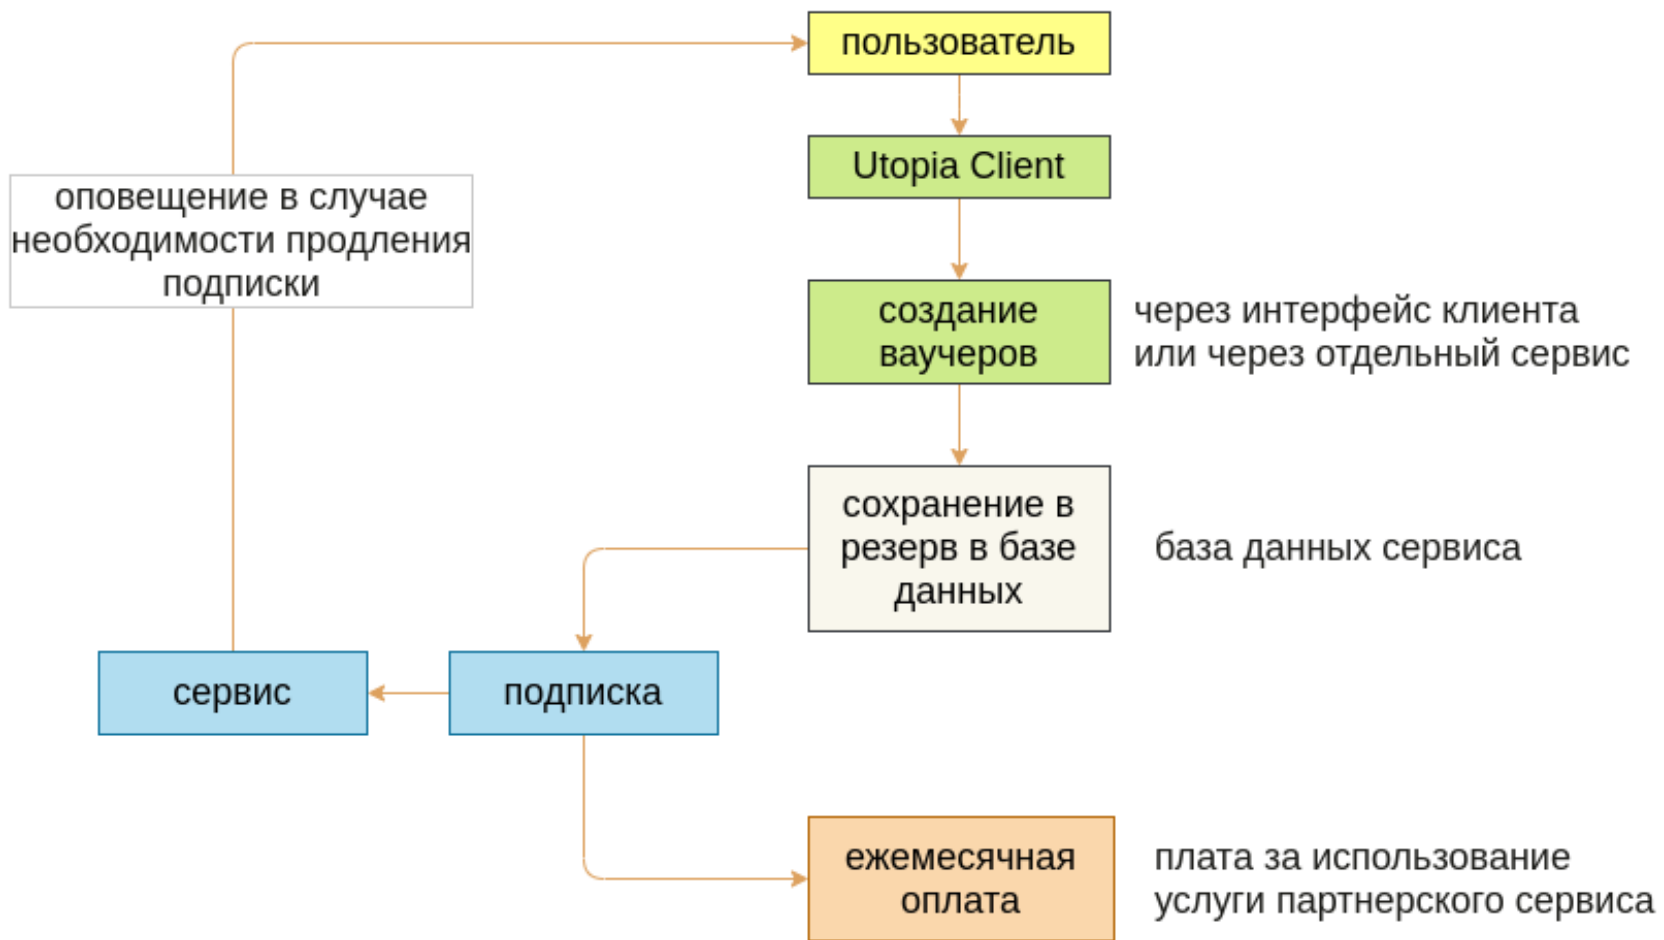 пользователь
Utopia Client
оповещение в случае
необходимости продления
подписки
создание
ваучеров
через интерфейс клиента
или через отдельный сервис
сохранение в
резерв в базе
данных
база данных сервиса
сервис
подписка
ежемесячная
оплата
плата за использование
услуги партнерского сервиса